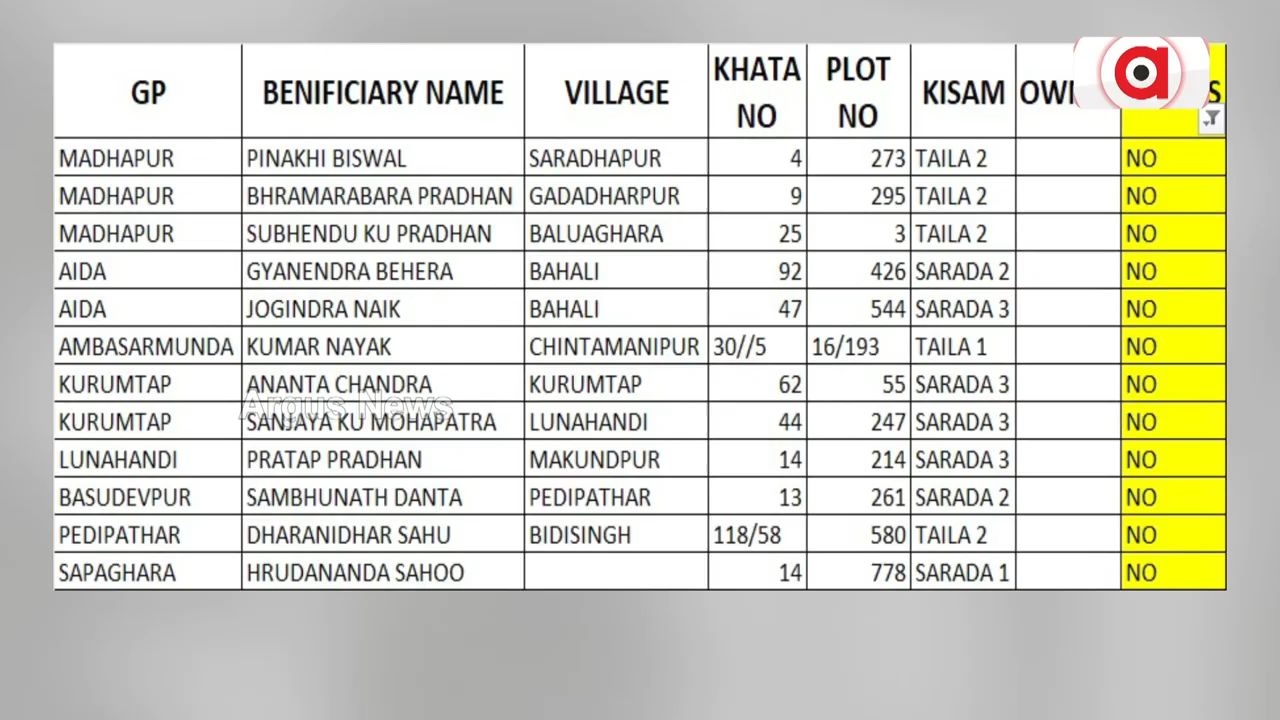 GP BENIFICIARY NAME VILLAGE KHATA NO PLOT NO KISAM
MADHAPUR PINAKHI BISWAL SARADHAPUR 4 273 TAILA 2 NO
MADHAPUR BHRAMARABARA PRADHAN GADADHARPUR 9 295 TAILA 2 NO
MADHAPUR SUBHENDU KU PRADHAN BALUAGHARA 25 3 TAILA 2 NO
AIDA GYANENDRA BEHERA BAHALI 92 426 SARADA 2 NO
AIDA JOGINDRA NAIK BAHALI 47 544 SARADA 3 NO
AMBASARMUNDA KUMAR NAYAK CHINTAMANIPUR 30//5 16/193 TAILA 1 NO
KURUMTAP ANANTA CHANDRA KURUMTAP 62 55 SARADA 3 NO
Argus News
KURUMTAP SANJAYA KU MOHAPATRA LUNAHANDI 44 247 SARADA 3 NO
LUNAHANDI PRATAP PRADHAN MAKUNDPUR 14 214 SARADA 3 NO
BASUDEVPUR SAMBHUNATH DANTA PEDIPATHAR 13 261 SARADA 2 NO
PEDIPATHAR DHARANIDHAR SAHU BIDISINGH 118/58 580 TAILA 2 NO
SAPAGHARA HRUDANANDA SAHOO 14 778 SARADA 1 NO